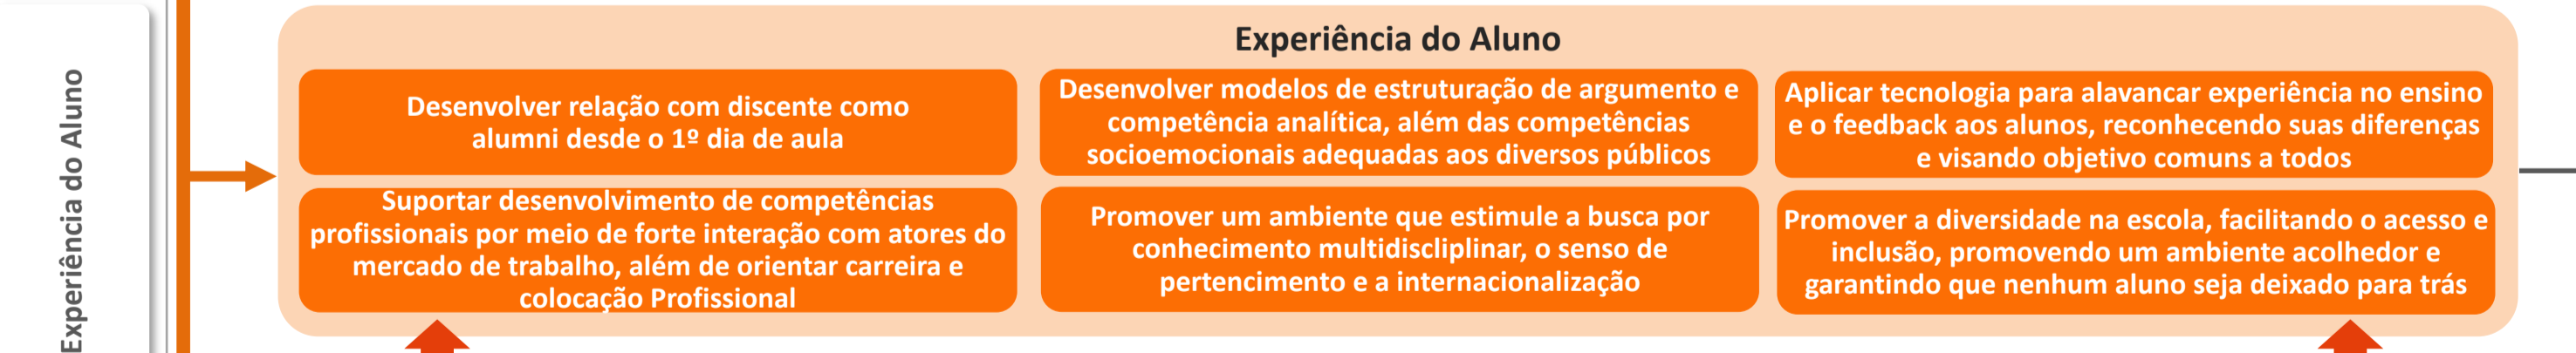 Experiência do Aluno
Experiência do Aluno
Desenvolver relação com discente como
alumni desde o 1º dia de aula
Desenvolver modelos de estruturação de argumento e
competência analítica, além das competências
socioemocionais adequadas aos diversos públicos
Aplicar tecnologia para alavancar experiência no ensino
e o feedback aos alunos, reconhecendo suas diferenças
e visando objetivo comuns a todos
Suportar desenvolvimento de competências
profissionais por meio de forte interação com atores do
mercado de trabalho, além de orientar carreira e
colocação Profissional
Promover um ambiente que estimule a busca por
conhecimento multidiscliplinar, o senso de
pertencimento e a internacionalização
Promover a diversidade na escola, facilitando o acesso e
inclusão, promovendo um ambiente acolhedor e
garantindo que nenhum aluno seja deixado para trás